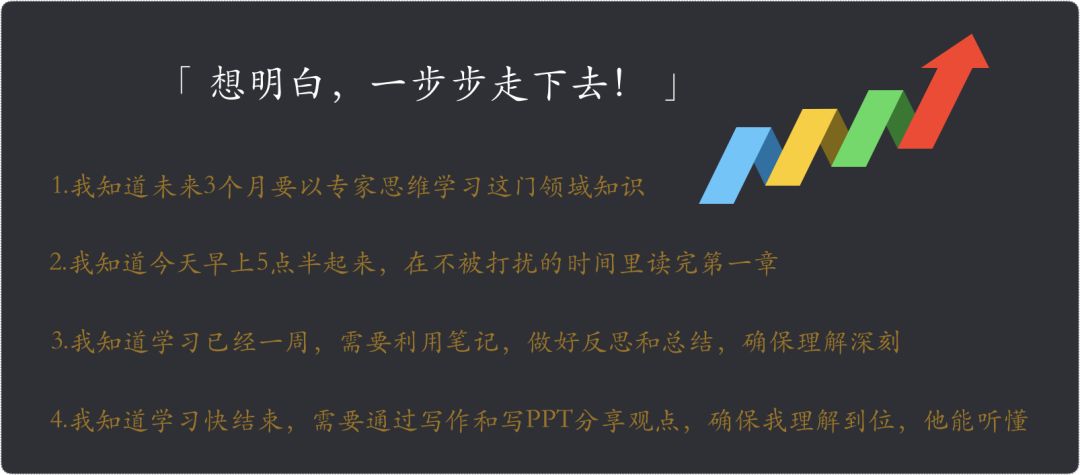 「 想明白，一步步走下去！ 」
1.我知道未来3个月要以专家思维学习这门领域知识
2.我知道今天早上5点半起来，在不被打扰的时间里读完第一章
3.我知道学习已经一周，需要利用笔记，做好反思和总结，确保理解深刻
4.我知道学习快结束，需要通过写作和写PPT分享观点，确保我理解到位，他能听懂